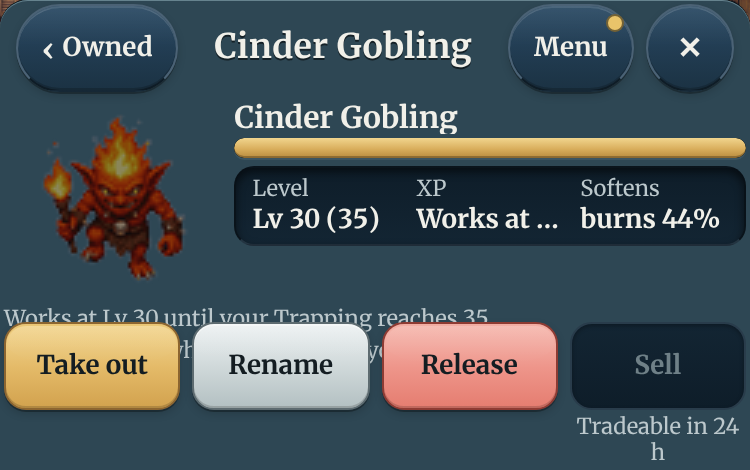 ‹ Owned
Cinder Gobling
Menu
✕
Cinder Gobling
Level
XP
Softens
Lv 30 (35)
Works at ...
burns 44%
Works at Lv 30 until your Trapping reaches 35
Take out
Rename
Release
Sell
Tradeable in 24
h